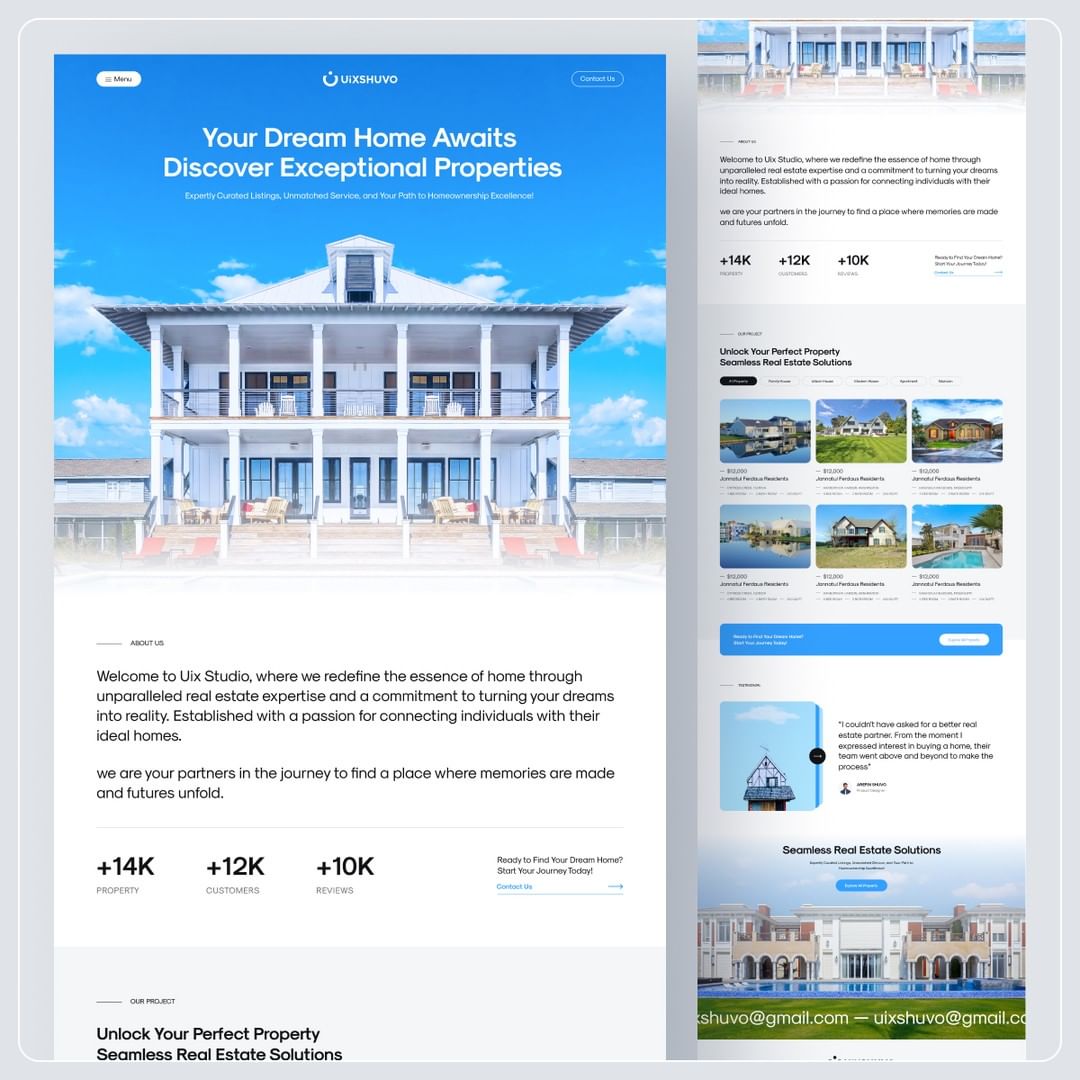 Menu
UiXSHUVO
Contact Us
Your Dream Home Awaits
Discover Exceptional Properties
Expertly Curated Listings, Unmatched Service, and Your Path to Homeownership Excellence!
ABOUT US
Welcome to Uix Studio, where we redefine the essence of home through
unparalleled real estate expertise and a commitment to turning your dreams
into reality. Established with a passion for connecting individuals with their
ideal homes.
we are your partners in the journey to find a place where memories are made
and futures unfold.
+14K
+12K
+10K
PROPERTY
CUSTOMERS
REVIEWS
Ready to Find Your Dream Home?
Start Your Journey Today!
Contact Us
OUR PROJECT
Unlock Your Perfect Property
Seamless Real Estate Solutions
ABOUT US
Welcome to Uix Studio, where we redefine the essence of home through
unparalleled real estate expertise and a commitment to turning your dreams
into reality. Established with a passion for connecting individuals with their
ideal homes.
we are your partners in the journey to find a place where memories are made
and futures unfold.
+14K
+12K
+10K
PROPERTY
CUSTOMERS
REVIEWS
Ready to Find Your Dream Home?
Start Your Journey Today!
Contact Us
OUR PROJECT
Unlock Your Perfect Property
Seamless Real Estate Solutions
All Property
Family House
Modern House
Apartment
— $12,000
Jannatul Ferdaus Residents
— $12,000
Jannatul Ferdaus Residents
— $12,000
Jannatul Ferdaus Residents
— $12,000
Jannatul Ferdaus Residents
— $12,000
Jannatul Ferdaus Residents
— $12,000
Jannatul Ferdaus Residents
Ready to Find Your Dream Home?
Start Your Journey Today!
Explore All Property
TESTIMONIAL
"I couldn't have asked for a better real
estate partner. From the moment I
expressed interest in buying a home, their
team went above and beyond to make the
process"
AREFIN SHUVO
Product Designer
Seamless Real Estate Solutions
Expertly Curated Listings, Unmatched Service, and Your Path to
Homeownership Excellence!
Explore All Property
xshuvo@gmail.com — uixshuvo@gmail.co